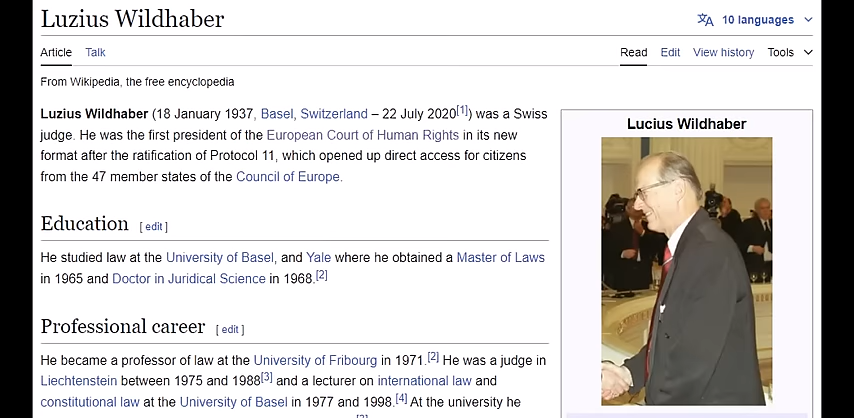 Luzius Wildhaber
10 languages
Article Talk
Read Edit View history Tools
From Wikipedia, the free encyclopedia
Luzius Wildhaber (18 January 1937, Basel, Switzerland – 22 July 2020[1]) was a Swiss
judge. He was the first president of the European Court of Human Rights in its new
format after the ratification of Protocol 11, which opened up direct access for citizens
from the 47 member states of the Council of Europe.
Education [ edit ]
He studied law at the University of Basel, and Yale where he obtained a Master of Laws
in 1965 and Doctor in Juridical Science in 1968.[2]
Professional career [ edit ]
He became a professor of law at the University of Fribourg in 1971.[2] He was a judge in
Liechtenstein between 1975 and 1988[3] and a lecturer on international law and
constitutional law at the University of Basel in 1977 and 1998.[4] At the university he
Lucius Wildhaber